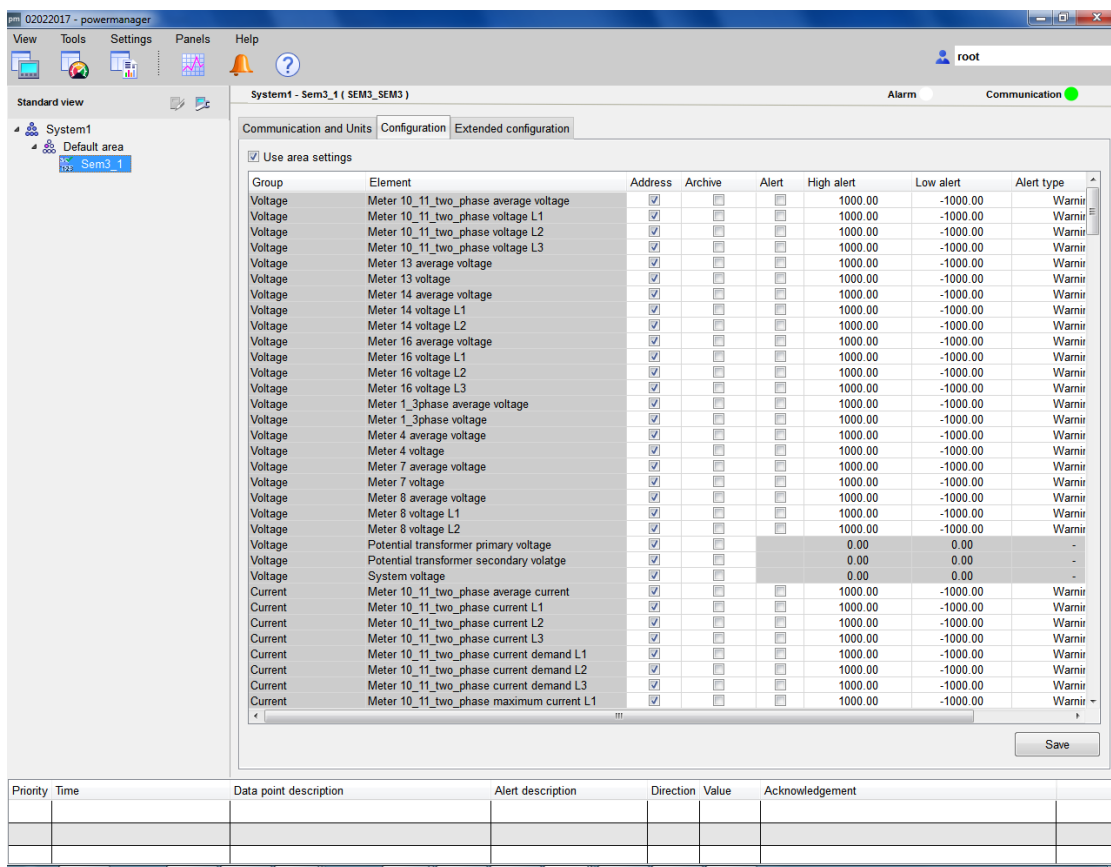 pm 02022017 - powermanager
View Tools Settings Panels Help
root
Standard view
System1 - Sem3_1 ( SEM3_SEM3 ) Alarm Communication
System1
Default area
Sem3_1
Communication and Units Configuration Extended configuration
Use area settings
Group Element Address Archive Alert High alert Low alert Alert type
Voltage Meter 10_11_two_phase average voltage 1000.00 -1000.00 Warnir
Voltage Meter 10_11_two_phase voltage L1 1000.00 -1000.00 Warnir
Voltage Meter 10_11_two_phase voltage L2 1000.00 -1000.00 Warnir
Voltage Meter 10_11_two_phase voltage L3 1000.00 -1000.00 Warnir
Voltage Meter 13 average voltage 1000.00 -1000.00 Warnir
Voltage Meter 13 voltage 1000.00 -1000.00 Warnir
Voltage Meter 14 average voltage 1000.00 -1000.00 Warnir
Voltage Meter 14 voltage L1 1000.00 -1000.00 Warnir
Voltage Meter 14 voltage L2 1000.00 -1000.00 Warnir
Voltage Meter 16 average voltage 1000.00 -1000.00 Warnir
Voltage Meter 16 voltage L1 1000.00 -1000.00 Warnir
Voltage Meter 16 voltage L2 1000.00 -1000.00 Warnir
Voltage Meter 16 voltage L3 1000.00 -1000.00 Warnir
Voltage Meter 1_3phase average voltage 1000.00 -1000.00 Warnir
Voltage Meter 1_3phase voltage 1000.00 -1000.00 Warnir
Voltage Meter 4 average voltage 1000.00 -1000.00 Warnir
Voltage Meter 4 voltage 1000.00 -1000.00 Warnir
Voltage Meter 7 average voltage 1000.00 -1000.00 Warnir
Voltage Meter 7 voltage 1000.00 -1000.00 Warnir
Voltage Meter 8 average voltage 1000.00 -1000.00 Warnir
Voltage Meter 8 voltage L1 1000.00 -1000.00 Warnir
Voltage Meter 8 voltage L2 1000.00 -1000.00 Warnir
Voltage Potential transformer primary voltage 0.00 0.00 -
Voltage Potential transformer secondary volatge 0.00 0.00 -
Voltage System voltage 0.00 0.00 -
Current Meter 10_11_two_phase average current 1000.00 -1000.00 Warnir
Current Meter 10_11_two_phase current L1 1000.00 -1000.00 Warnir
Current Meter 10_11_two_phase current L2 1000.00 -1000.00 Warnir
Current Meter 10_11_two_phase current L3 1000.00 -1000.00 Warnir
Current Meter 10_11_two_phase current demand L1 1000.00 -1000.00 Warnir
Current Meter 10_11_two_phase current demand L2 1000.00 -1000.00 Warnir
Current Meter 10_11_two_phase current demand L3 1000.00 -1000.00 Warnir
Current Meter 10_11_two_phase maximum current L1 1000.00 -1000.00 Warnir
Save
Priority Time Data point description Alert description Direction Value Acknowledgement